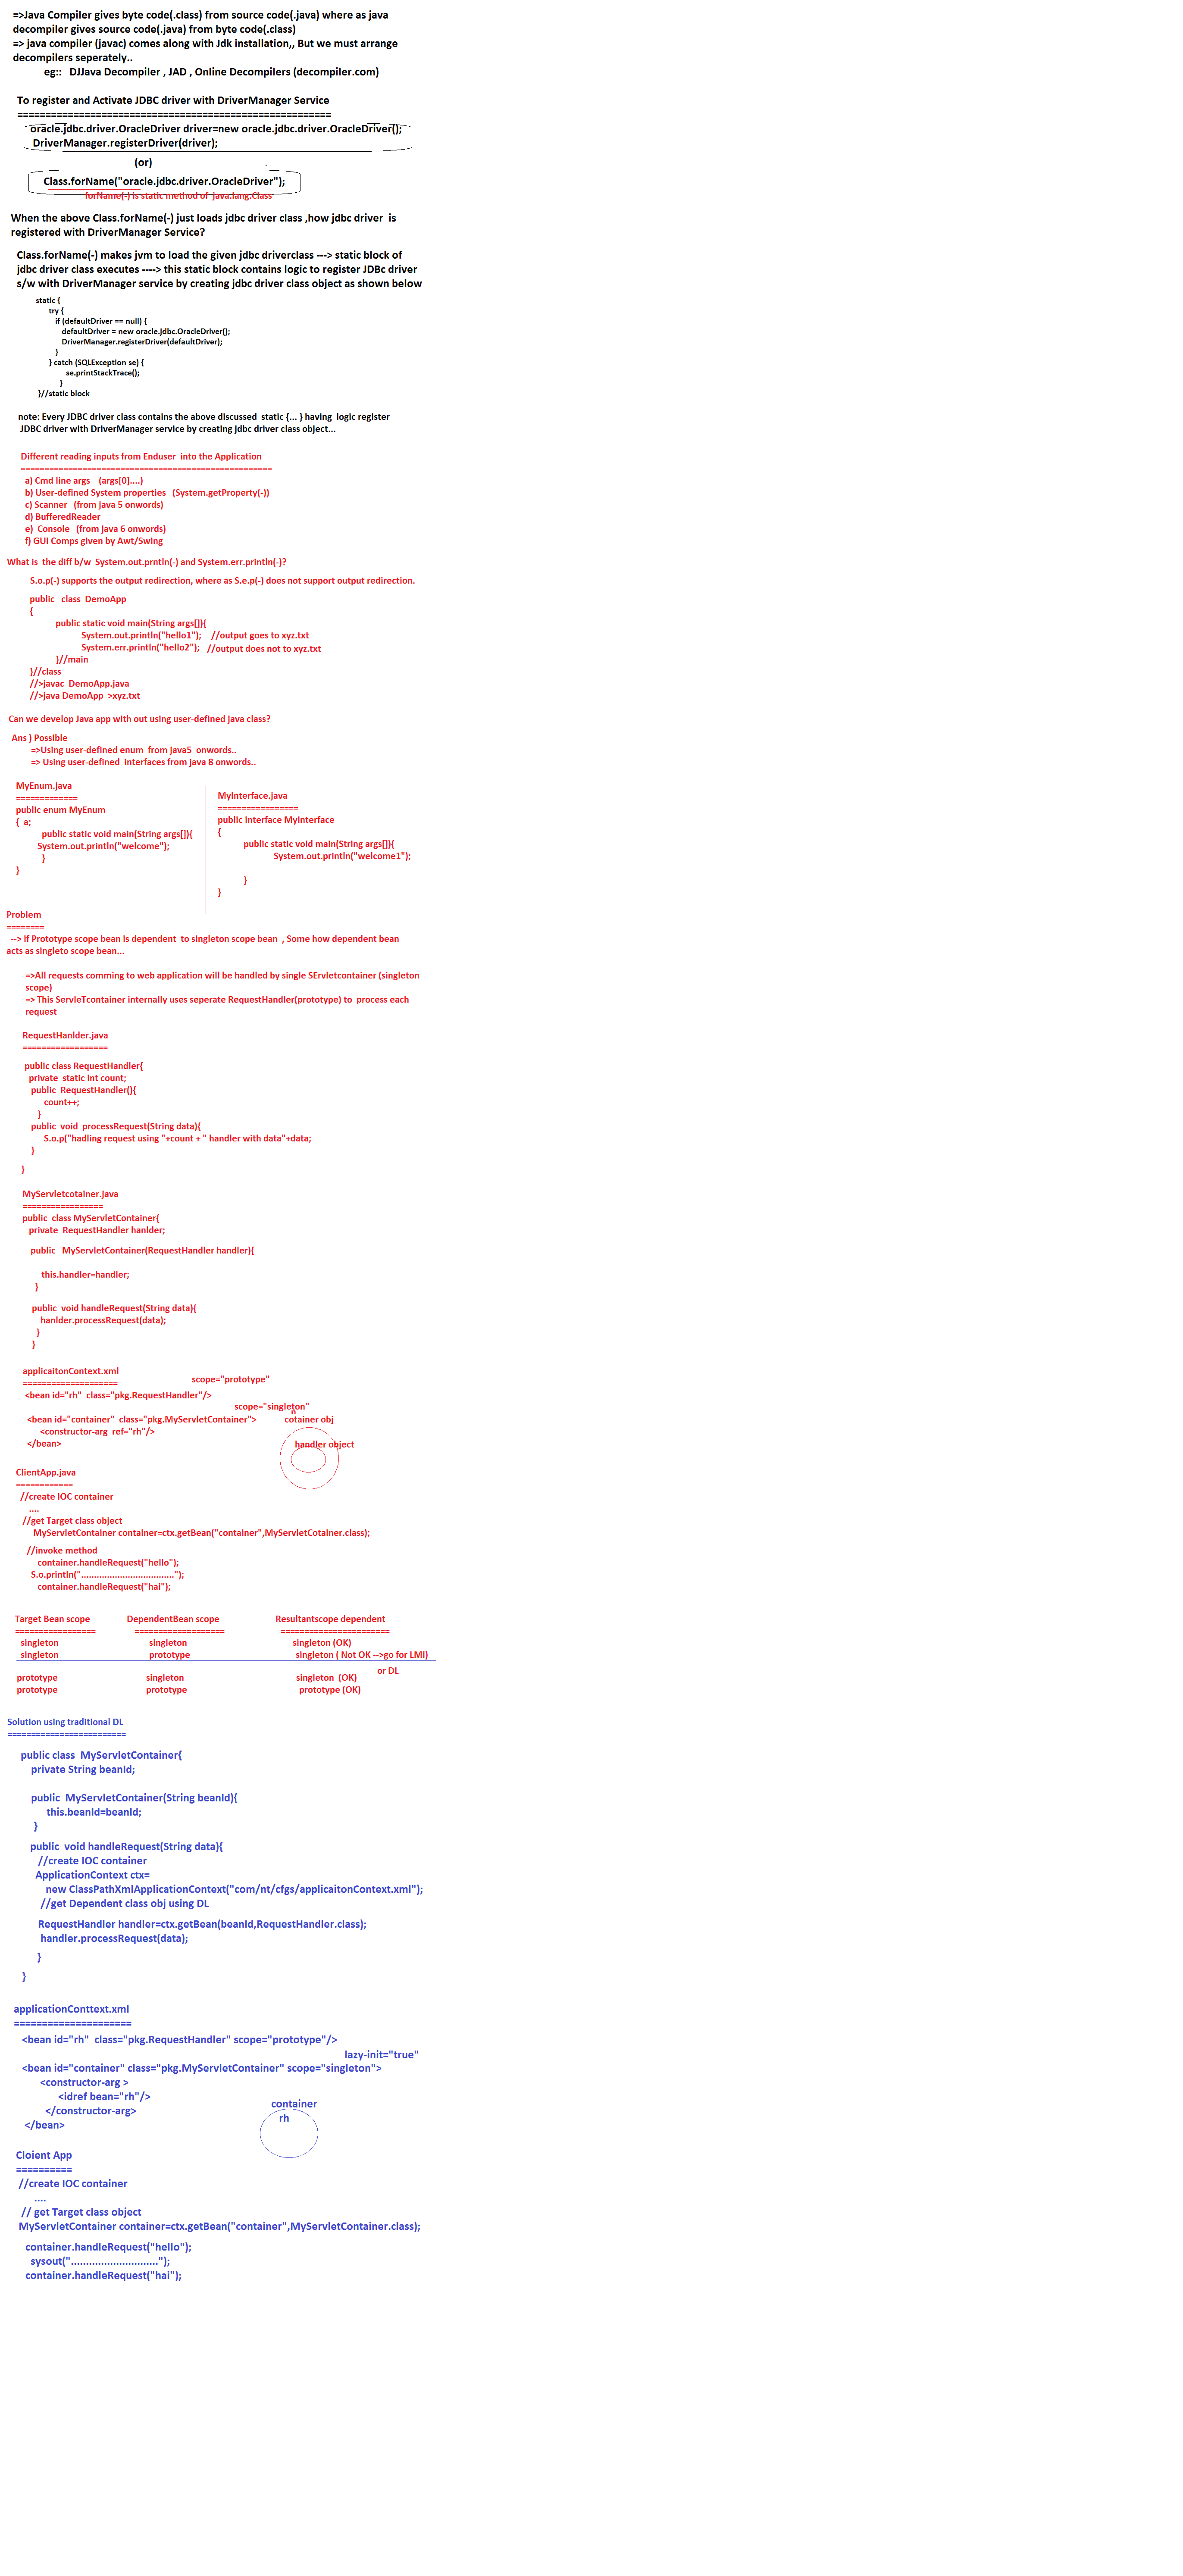 =>Java Compiler gives byte code(.class) from source code(.java) where as java
decompiler gives source code(.java) from byte code(.class)
=> java compiler (javac) comes along with Jdk installation,, But we must arrange
decompilers seperately..
eg:: DJJava Decompiler , JAD , Online Decompilers (decompiler.com)
To register and Activate JDBC driver with DriverManager Service
========================================================
oracle.jdbc.driver.OracleDriver driver=new oracle.jdbc.driver.OracleDriver();
DriverManager.registerDriver(driver);
(or) .
Class.forName("oracle.jdbc.driver.OracleDriver");
forName(-) is static method of java.lang.Class
When the above Class.forName(-) just loads jdbc driver class ,how jdbc driver is
registered with DriverManager Service?
Class.forName(-) makes jvm to load the given jdbc driverclass ---> static block of
jdbc driver class executes ----> this static block contains logic to register JDBc driver
s/w with DriverManager service by creating jdbc driver class object as shown below
static {
try {
if (defaultDriver == null) {
defaultDriver = new oracle.jdbc.OracleDriver();
DriverManager.registerDriver(defaultDriver);
}
} catch (SQLException se) {
se.printStackTrace();
}
}//static block
note: Every JDBC driver class contains the above discussed static {... } having logic register
JDBC driver with DriverManager service by creating jdbc driver class object...
Different reading inputs from Enduser into the Application
=====================================================
a) Cmd line args (args[0]....)
b) User-defined System properties (System.getProperty(-))
c) Scanner (from java 5 onwords)
d) BufferedReader
e) Console (from java 6 onwords)
f) GUI Comps given by Awt/Swing
What is the diff b/w System.out.prntln(-) and System.err.println(-)?
S.o.p(-) supports the output redirection, where as S.e.p(-) does not support output redirection.
public class DemoApp
{
public static void main(String args[]){
System.out.println("hello1"); //output goes to xyz.txt
System.err.println("hello2"); //output does not to xyz.txt
}//main
}//class
//>javac DemoApp.java
//>java DemoApp >xyz.txt
Can we develop Java app with out using user-defined java class?
Ans ) Possible
=>Using user-defined enum from java5 onwords..
=> Using user-defined interfaces from java 8 onwords..
MyEnum.java
=============
public enum MyEnum
{ a;
public static void main(String args[]){
System.out.println("welcome");
}
}
MyInterface.java
=================
public interface MyInterface
{
public static void main(String args[]){
System.out.println("welcome1");
}
}
Problem
========
--> if Prototype scope bean is dependent to singleton scope bean , Some how dependent bean
acts as singleto scope bean...
=>All requests comming to web application will be handled by single SErvletcontainer (singleton
scope)
=> This ServleTcontainer internally uses seperate RequestHandler(prototype) to process each
request
RequestHanlder.java
==================
public class RequestHandler{
private static int count;
public RequestHandler(){
count++;
}
public void processRequest(String data){
S.o.p("hadling request using "+count + " handler with data"+data;
}
}
MyServletcotainer.java
=================
public class MyServletContainer{
private RequestHandler hanlder;
public MyServletContainer(RequestHandler handler){
this.handler=handler;
}
public void handleRequest(String data){
hanlder.processRequest(data);
}
}
applicaitonContext.xml
====================
scope="prototype"
<bean id="rh" class="pkg.RequestHandler"/>
scope="singleton"
<bean id="container" class="pkg.MyServletContainer">
n
cotainer obj
<constructor-arg ref="rh"/>
</bean>
handler object
ClientApp.java
============
//create IOC container
....
//get Target class object
MyServletContainer container=ctx.getBean("container",MyServletCotainer.class);
//invoke method
container.handleRequest("hello");
S.o.println("....................................");
container.handleRequest("hai");
Target Bean scope DependentBean scope Resultantscope dependent
================= =================== =======================
singleton singleton singleton (OK)
singleton prototype singleton ( Not OK -->go for LMI)
or DL
prototype singleton singleton (OK)
prototype prototype prototype (OK)
Solution using traditional DL
=========================
public class MyServletContainer{
private String beanId;
public MyServletContainer(String beanId){
this.beanId=beanId;
}
public void handleRequest(String data){
//create IOC container
ApplicationContext ctx=
new ClassPathXmlApplicationContext("com/nt/cfgs/applicaitonContext.xml");
//get Dependent class obj using DL
RequestHandler handler=ctx.getBean(beanId,RequestHandler.class);
handler.processRequest(data);
}
}
applicationConttext.xml
=====================
<bean id="rh" class="pkg.RequestHandler" scope="prototype"/>
lazy-init="true"
<bean id="container" class="pkg.MyServletContainer" scope="singleton">
<constructor-arg >
<idref bean="rh"/>
</constructor-arg>
</bean>
container
rh
Cloient App
==========
//create IOC container
....
// get Target class object
MyServletContainer container=ctx.getBean("container",MyServletContainer.class);
container.handleRequest("hello");
sysout(".............................");
container.handleRequest("hai");